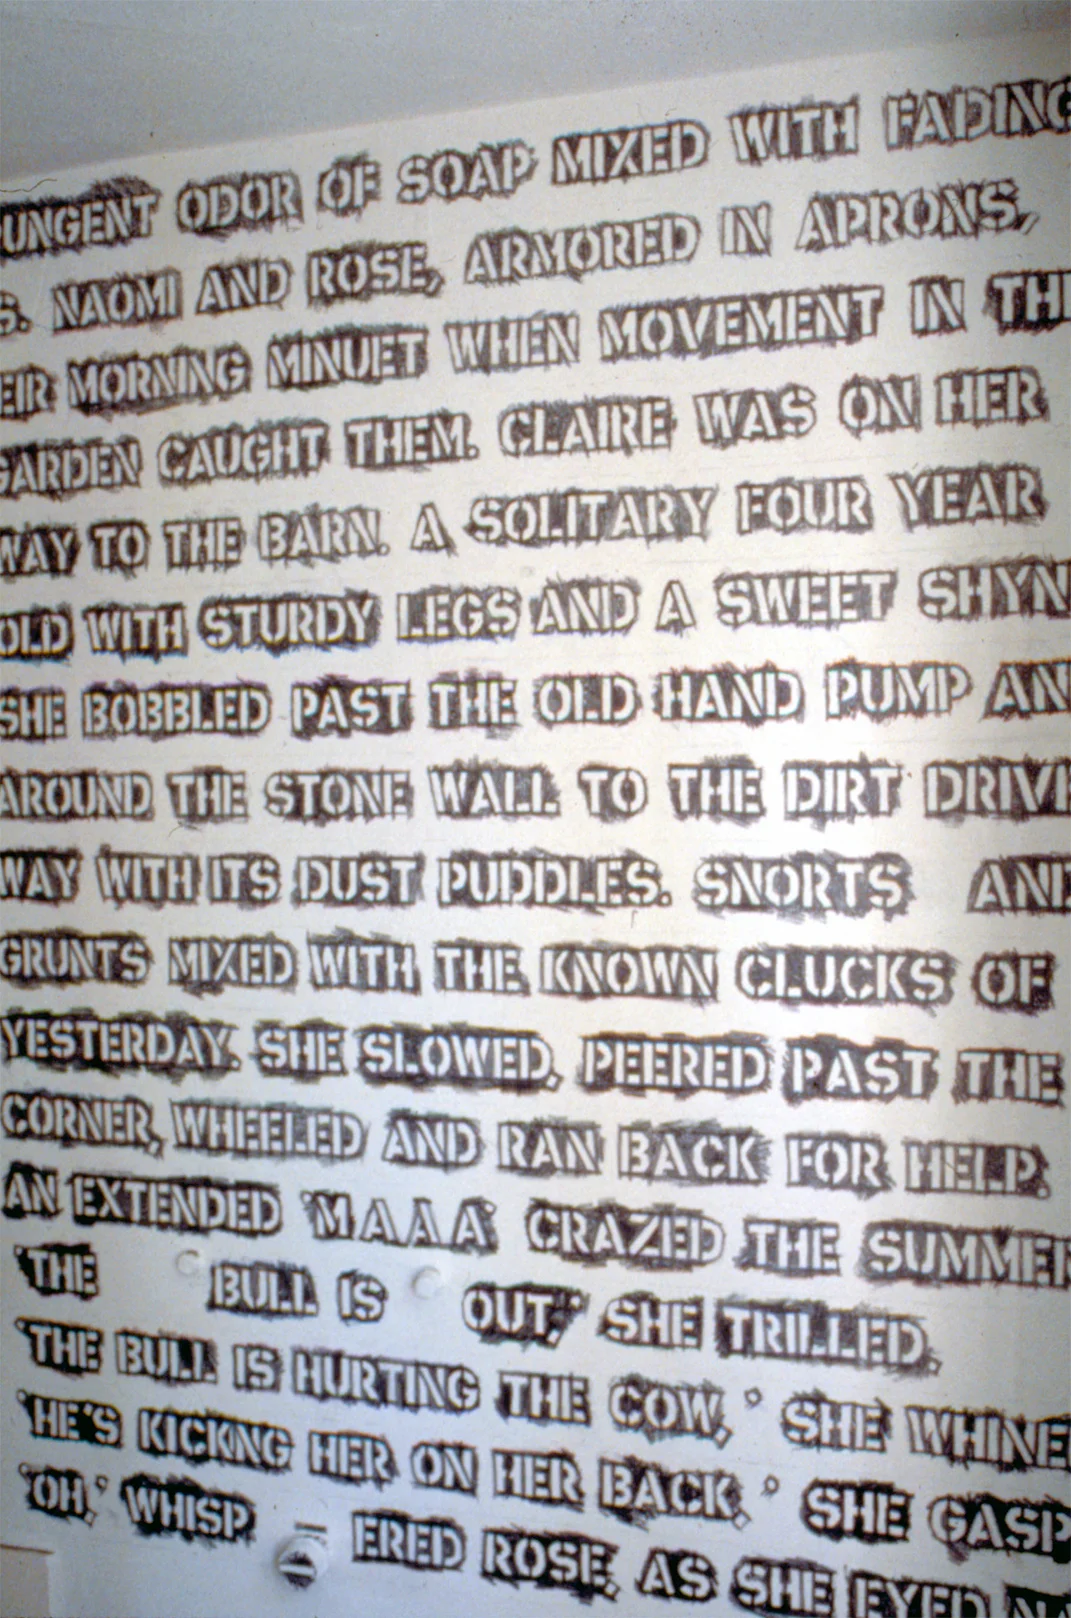 UNGENT ODOR OF SOAP MIXED WITH FADING
S. NAOMI AND ROSE, ARMORED IN APRONS,
EIR MORNING MINUET WHEN MOVEMENT IN THE
GARDEN CAUGHT THEM. CLAIRE WAS ON HER
WAY TO THE BARN. A SOLITARY FOUR YEAR
OLD WITH STURDY LEGS AND A SWEET SHYN
SHE BOBBLED PAST THE OLD HAND PUMP AN
AROUND THE STONE WALL TO THE DIRT DRIVE
WAY WITH ITS DUST PUDDLES. SNORTS AND
GRUNTS MIXED WITH THE KNOWN CLUCKS OF
YESTERDAY. SHE SLOWED, PEERED PAST THE
CORNER, WHEELED AND RAN BACK FOR HELP.
AN EXTENDED 'MAAA' CRAZED THE SUMMER
'THE BULL IS OUT,' SHE TRILLED.
'THE BULL IS HURTING THE COW,' SHE WHINE
'HE'S KICKNG HER ON HER BACK,' SHE GASP
'OH,' WHISP – ERED ROSE, AS SHE EYED NA